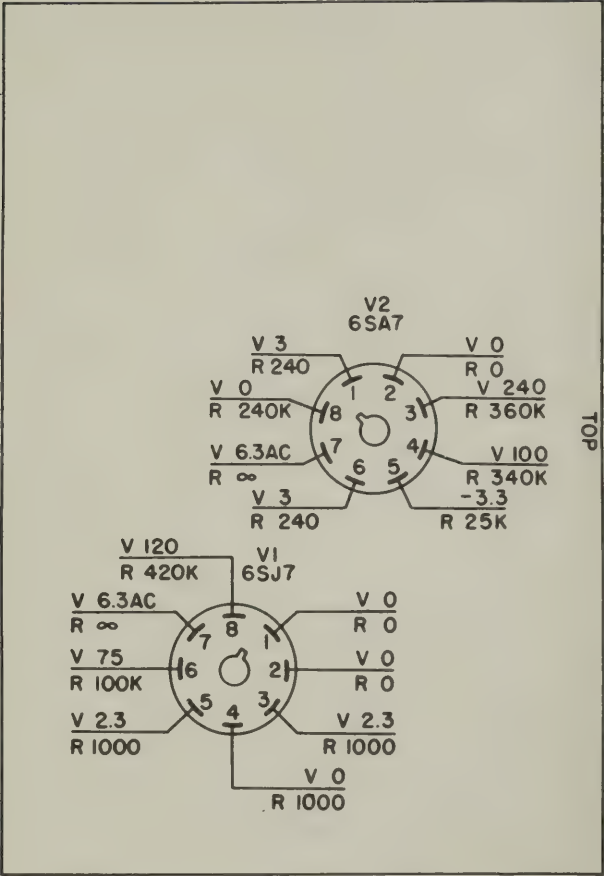 V2
6SA7
V 3
R 240
V 0
R 0
V 0
R 240K
V 240
R 360K
V 6.3AC
R ∞
V 100
R 340K
V 3
R 240
-3.3
R 25K
1
2
3
4
5
6
7
8
TOP
V1
6SJ7
V 120
R 420K
V 6.3AC
R ∞
V 0
R 0
V 75
R 100K
V 0
R 0
V 2.3
R 1000
V 2.3
R 1000
V 0
R 1000
8
1
2
3
4
5
6
7